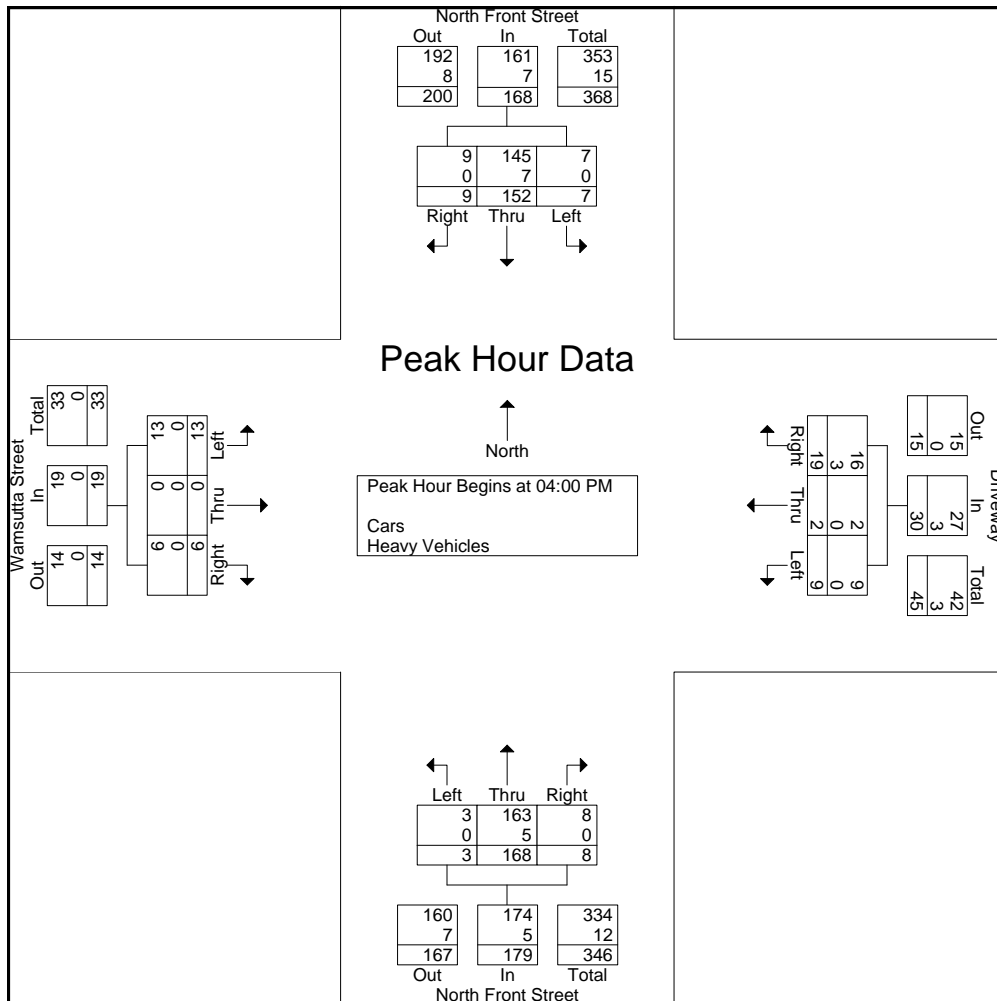 North Front Street
Out In Total
192 161 353
8 7 15
200 168 368
9 145 7
0 7 0
9 152 7
Right Thru Left
Peak Hour Data
North
Peak Hour Begins at 04:00 PM
Cars
Heavy Vehicles
Wamsutta Street
Total In Out
33 19 14
0 0 0
33 19 14
Left Thru Right
13 0 6
0 0 0
13 0 6
Driveway
Out In Total
15 27 42
0 3 3
15 30 45
Right Thru Left
16 2 9
3 0 0
19 2 9
Left Thru Right
3 163 8
0 5 0
3 168 8
160 174 334
7 5 12
167 179 346
Out In Total
North Front Street